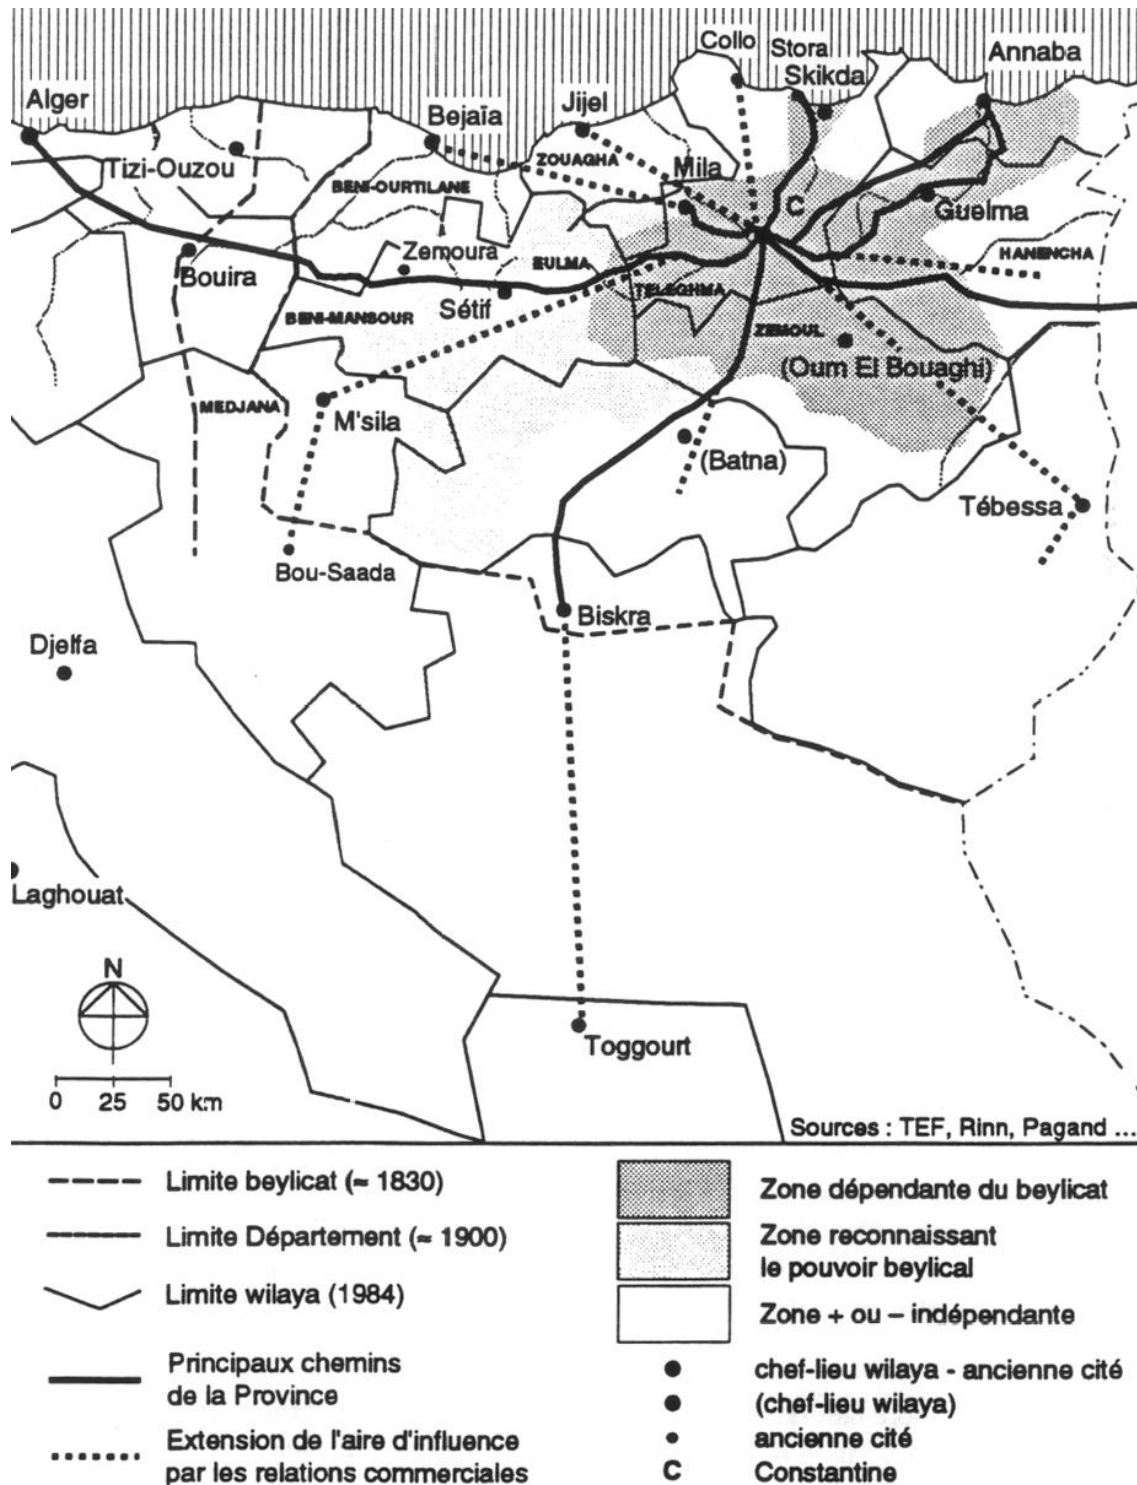 Collo
Stora
Skikda
Annaba
Alger
Bejaïa
Jijel
Tizi-Ouzou
ZOUAGHA
Mila
BENI-OURTILANE
C
Guelma
Bouira
Zemoura
EULMA
HANENCHA
TELEGHMA
Sétif
BENI-MANSOUR
ZEMOUL
(Oum El Bouaghi)
MEDJANA
M'sila
(Batna)
Tébessa
Bou-Saada
Biskra
Djelfa
Laghouat
N
Toggourt
0 25 50 km
Sources : TEF, Rinn, Pagand ...
Limite beylicat (≈ 1830)
Limite Département (≈ 1900)
Limite wilaya (1984)
Principaux chemins
de la Province
Extension de l'aire d'influence
par les relations commerciales
Zone dépendante du beylicat
Zone reconnaissant
le pouvoir beylical
Zone + ou – indépendante
chef-lieu wilaya - ancienne cité
(chef-lieu wilaya)
ancienne cité
C Constantine